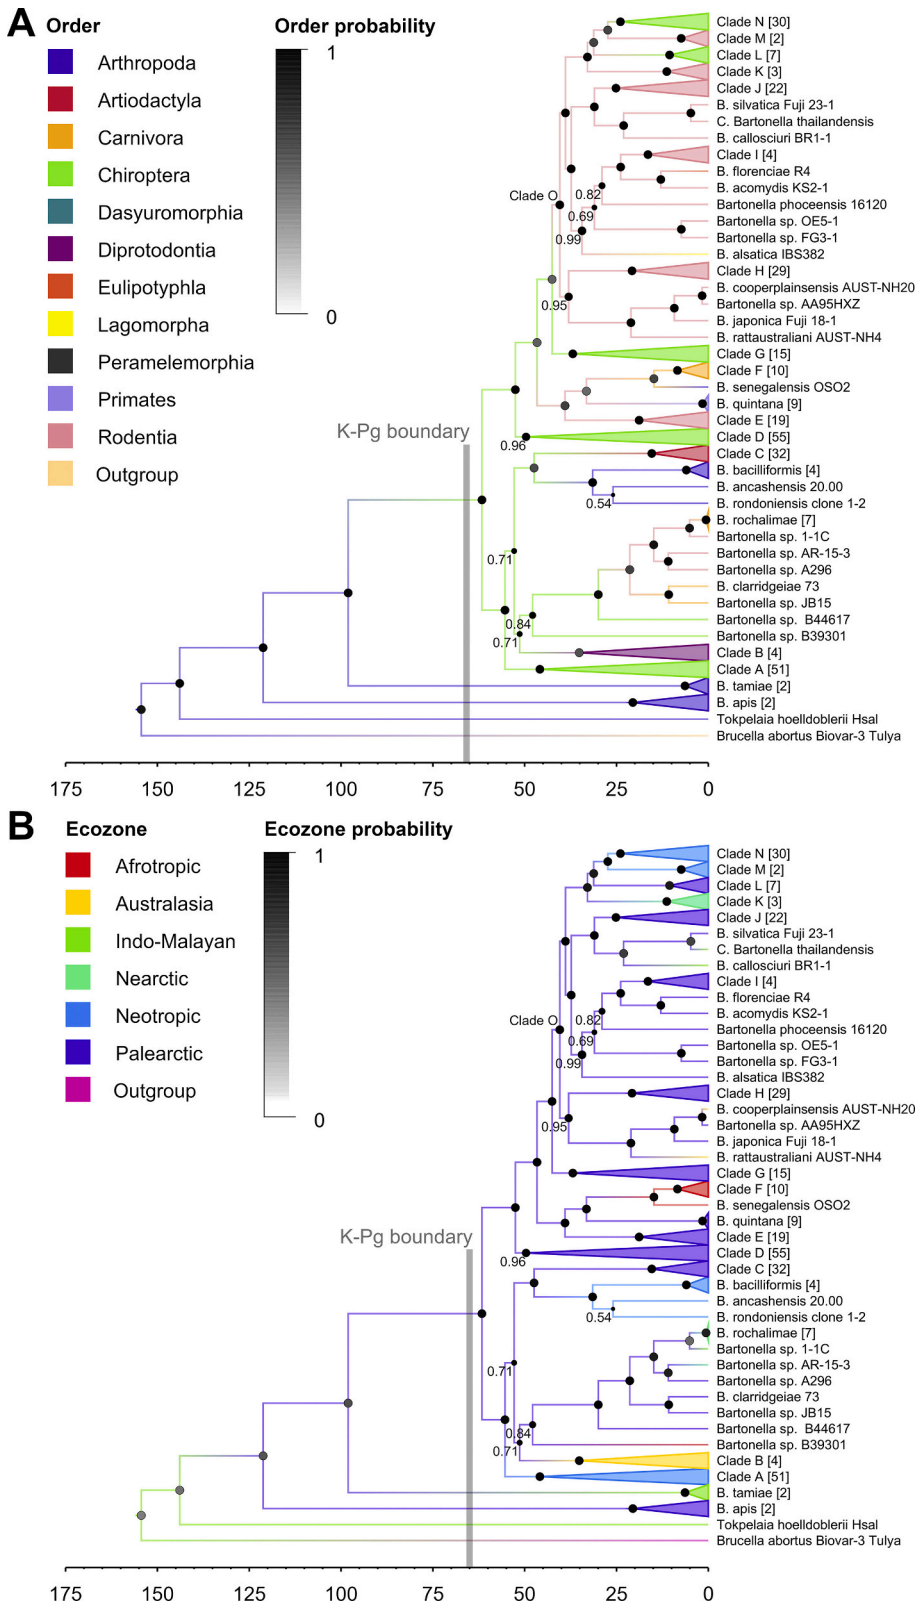 A
Order
Order probability
Arthropoda
Artiodactyla
Carnivora
Chiroptera
Dasyuromorphia
Diprotodontia
Eulipotyphla
Lagomorpha
Peramelemorphia
Primates
Rodentia
Outgroup
1
0
K-Pg boundary
Clade O
0.82
0.69
0.99
0.95
0.96
0.54
0.71
0.84
0.71
Clade N [30]
Clade M [2]
Clade L [7]
Clade K [3]
Clade J [22]
B. silvatica Fuji 23-1
C. Bartonella thailandensis
B. callosciuri BR1-1
Clade I [4]
B. florenciae R4
B. acomydis KS2-1
Bartonella phoceensis 16120
Bartonella sp. OE5-1
Bartonella sp. FG3-1
B. alsatica IBS382
Clade H [29]
B. cooperplainsensis AUST-NH20
Bartonella sp. AA95HXZ
B. japonica Fuji 18-1
B. rattaustraliani AUST-NH4
Clade G [15]
Clade F [10]
B. senegalensis OSO2
B. quintana [9]
Clade E [19]
Clade D [55]
Clade C [32]
B. bacilliformis [4]
B. ancashensis 20.00
B. rondoniensis clone 1-2
B. rochalimae [7]
Bartonella sp. 1-1C
Bartonella sp. AR-15-3
Bartonella sp. A296
B. clarridgeiae 73
Bartonella sp. JB15
Bartonella sp. B44617
Bartonella sp. B39301
Clade B [4]
Clade A [51]
B. tamiae [2]
B. apis [2]
Tokpelaia hoelldoblerii Hsal
Brucella abortus Biovar-3 Tulya
175 150 125 100 75 50 25 0
B
Ecozone
Ecozone probability
Afrotropic
Australasia
Indo-Malayan
Nearctic
Neotropic
Palearctic
Outgroup
1
0
K-Pg boundary
Clade O
0.82
0.69
0.99
0.95
0.96
0.54
0.71
0.84
0.71
Clade N [30]
Clade M [2]
Clade L [7]
Clade K [3]
Clade J [22]
B. silvatica Fuji 23-1
C. Bartonella thailandensis
B. callosciuri BR1-1
Clade I [4]
B. florenciae R4
B. acomydis KS2-1
Bartonella phoceensis 16120
Bartonella sp. OE5-1
Bartonella sp. FG3-1
B. alsatica IBS382
Clade H [29]
B. cooperplainsensis AUST-NH20
Bartonella sp. AA95HXZ
B. japonica Fuji 18-1
B. rattaustraliani AUST-NH4
Clade G [15]
Clade F [10]
B. senegalensis OSO2
B. quintana [9]
Clade E [19]
Clade D [55]
Clade C [32]
B. bacilliformis [4]
B. ancashensis 20.00
B. rondoniensis clone 1-2
B. rochalimae [7]
Bartonella sp. 1-1C
Bartonella sp. AR-15-3
Bartonella sp. A296
B. clarridgeiae 73
Bartonella sp. JB15
Bartonella sp. B44617
Bartonella sp. B39301
Clade B [4]
Clade A [51]
B. tamiae [2]
B. apis [2]
Tokpelaia hoelldoblerii Hsal
Brucella abortus Biovar-3 Tulya
175 150 125 100 75 50 25 0